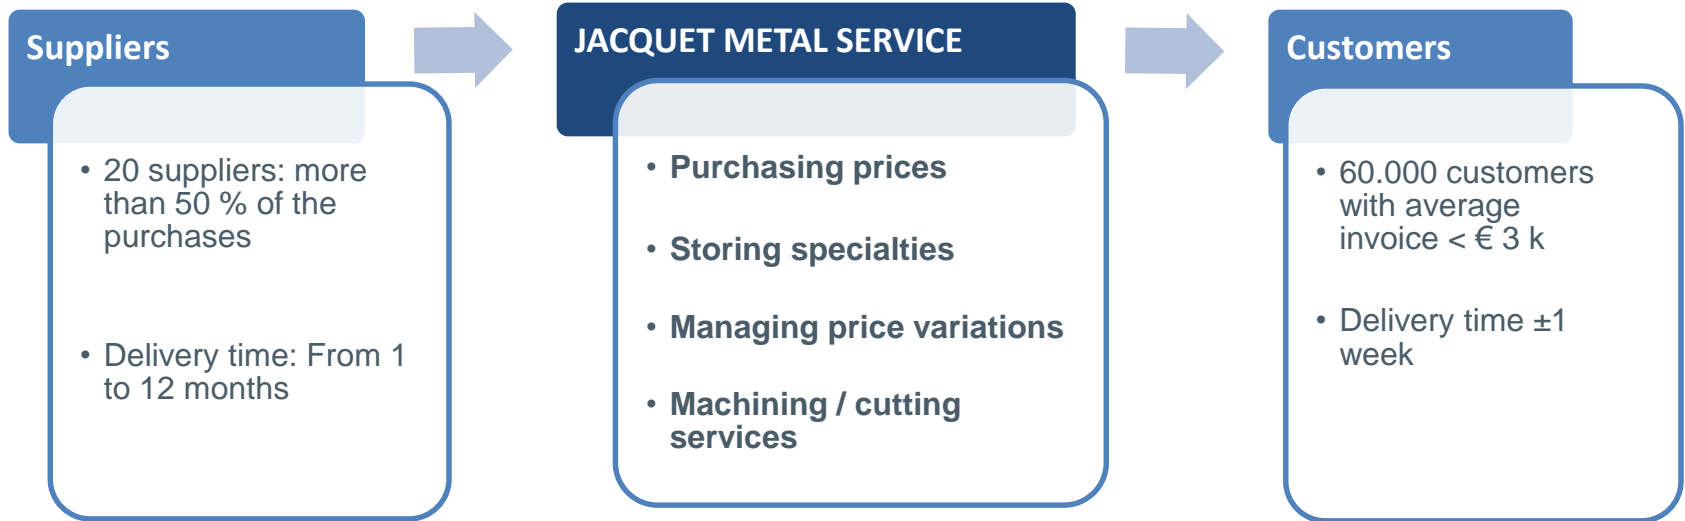 Suppliers
• 20 suppliers: more
than 50 % of the
purchases
• Delivery time: From 1
to 12 months
JACQUET METAL SERVICE
• Purchasing prices
• Storing specialties
• Managing price variations
• Machining / cutting
services
Customers
• 60.000 customers
with average
invoice < € 3 k
• Delivery time ±1
week